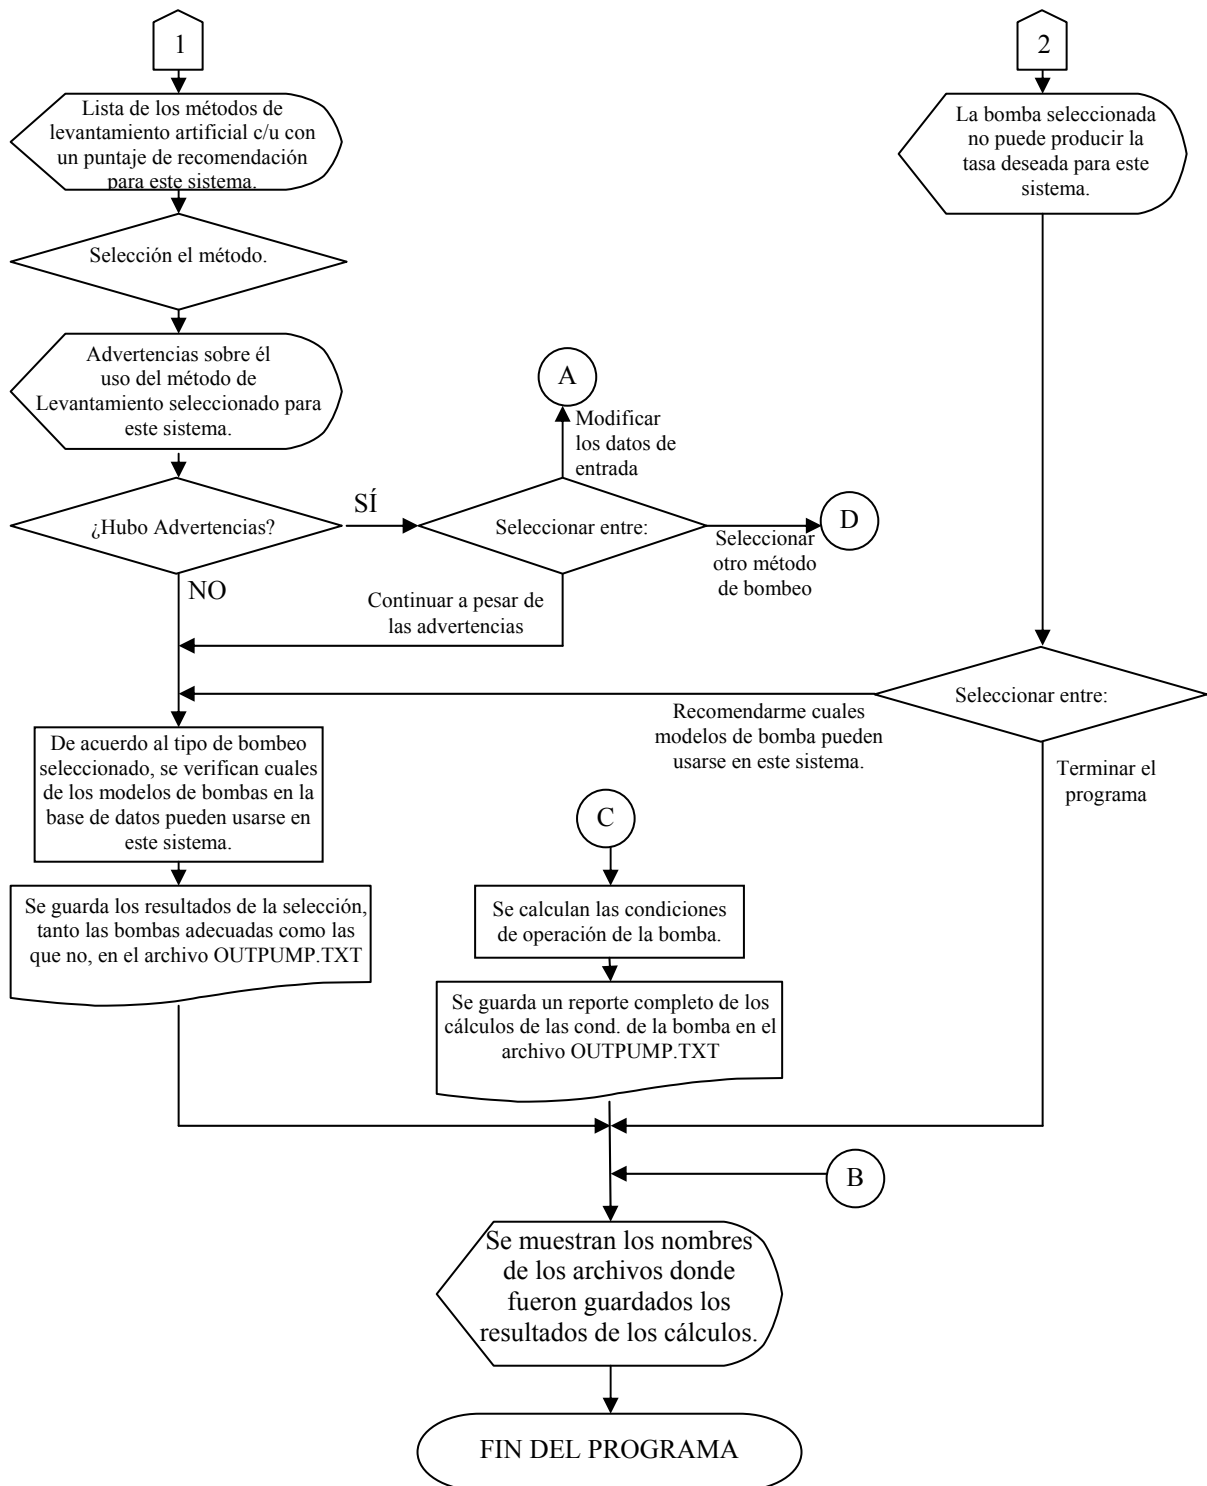 1
Lista de los métodos de
levantamiento artificial c/u con
un puntaje de recomendación
para este sistema.
Selección el método.
Advertencias sobre él
uso del método de
Levantamiento seleccionado para
este sistema.
¿Hubo Advertencias?
SÍ
NO
Seleccionar entre:
A
Modificar
los datos de
entrada
D
Seleccionar
otro método
de bombeo
Continuar a pesar de
las advertencias
2
La bomba seleccionada
no puede producir la
tasa deseada para este
sistema.
Seleccionar entre:
Recomendarme cuales
modelos de bomba pueden
usarse en este sistema.
Terminar el
programa
De acuerdo al tipo de bombeo
seleccionado, se verifican cuales
de los modelos de bombas en la
base de datos pueden usarse en
este sistema.
Se guarda los resultados de la selección,
tanto las bombas adecuadas como las
que no, en el archivo OUTPUMP.TXT
C
Se calculan las condiciones
de operación de la bomba.
Se guarda un reporte completo de los
cálculos de las cond. de la bomba en el
archivo OUTPUMP.TXT
B
Se muestran los nombres
de los archivos donde
fueron guardados los
resultados de los cálculos.
FIN DEL PROGRAMA